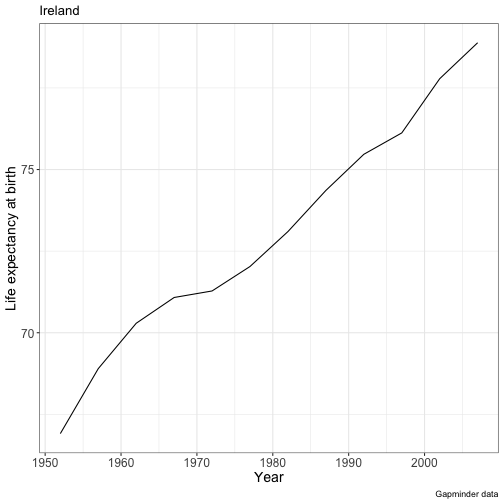 Ireland
Life expectancy at birth
75
70
1950 1960 1970 1980 1990 2000
Year
Gapminder data